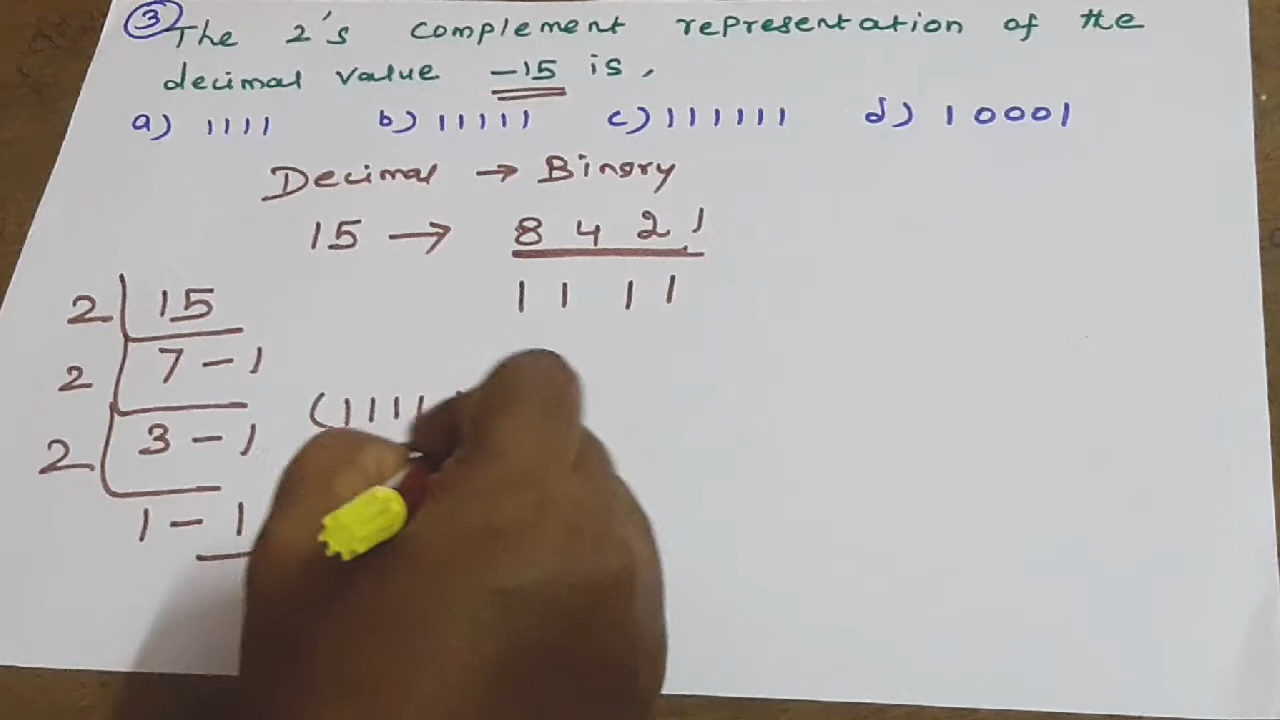 ③ The 2's complement representation of the
decimal value -15 is,
a) 1111 b) 11111 c) 111111 d) 10001
Decimal → Binary
15 → 8 4 2 1
1 1 1 1
2 15
2 7 - 1
2 3 - 1
1 - 1
(1111